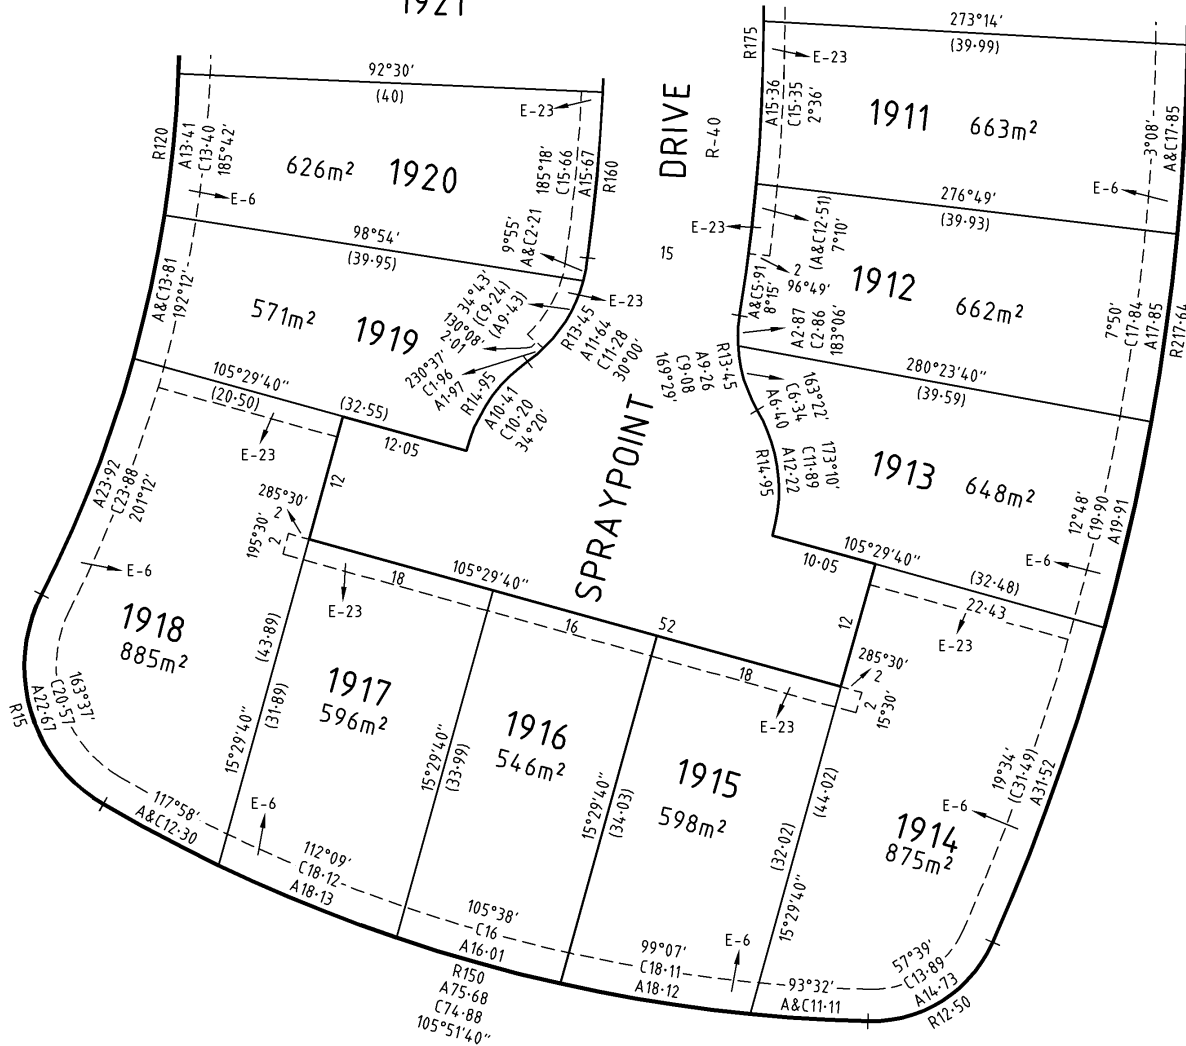 1921
92°30'
(40)
E-23
R120
A13·41
C13·40
185°42'
626m²
1920
185°18'
C15·66
A15·67
R160
E-6
98°54'
(39·95)
9°55'
A&C2·21
A&C13·81
192°12'
571m²
1919
134°43'
(C9·24)
(A9·43)
130°08'
2·01
230°37'
C1·96
A1·97
E-23
R13·45
A11·64
C11·28
30°00'
R14·95
A10·41
C10·20
34°20'
105°29'40"
(20·50)
(32·55)
12·05
E-23
12
A23·92
C23·88
201°12'
285°30'
2
195°30'
2
E-6
1918
885m²
163°37'
C20·57
A22·67
R15
117°58'
A&C12·30
DRIVE
R-40
15
SPRAYPOINT
R175
273°14'
(39·99)
E-23
A15·36
C15·35
2°36'
1911
663m²
3°08'
A&C17·85
E-6
276°49'
(39·93)
E-23
(A&C12·51)
7°10'
2
96°49'
A&C5·91
8°15'
1912
662m²
A2·87
C2·86
183°06'
7°50'
C17·84
A17·85
R217·64
280°23'40"
(39·59)
R13·45
A9·26
C9·08
169°29'
163°22'
C6·34
A6·40
173°10'
C11·89
A12·22
R14·95
1913
648m²
12°48'
C19·90
A19·91
E-6
105°29'40"
10·05
(32·48)
22·43
E-23
12
285°30'
2
2
15°30'
105°29'40"
18
16
52
18
E-23
E-23
(43·89)
(31·89)
15°29'40"
1917
596m²
15°29'40"
(33·99)
1916
546m²
15°29'40"
(34·03)
1915
598m²
(44·02)
(32·02)
15°29'40"
19°34'
(C31·49)
A31·52
E-6
1914
875m²
E-6
112°09'
C18·12
A18·13
105°38'
C16
A16·01
R150
A75·68
C74·88
105°51'40"
99°07'
C18·11
A18·12
E-6
93°32'
A&C11·11
57°39'
C13·89
A14·73
R12·50